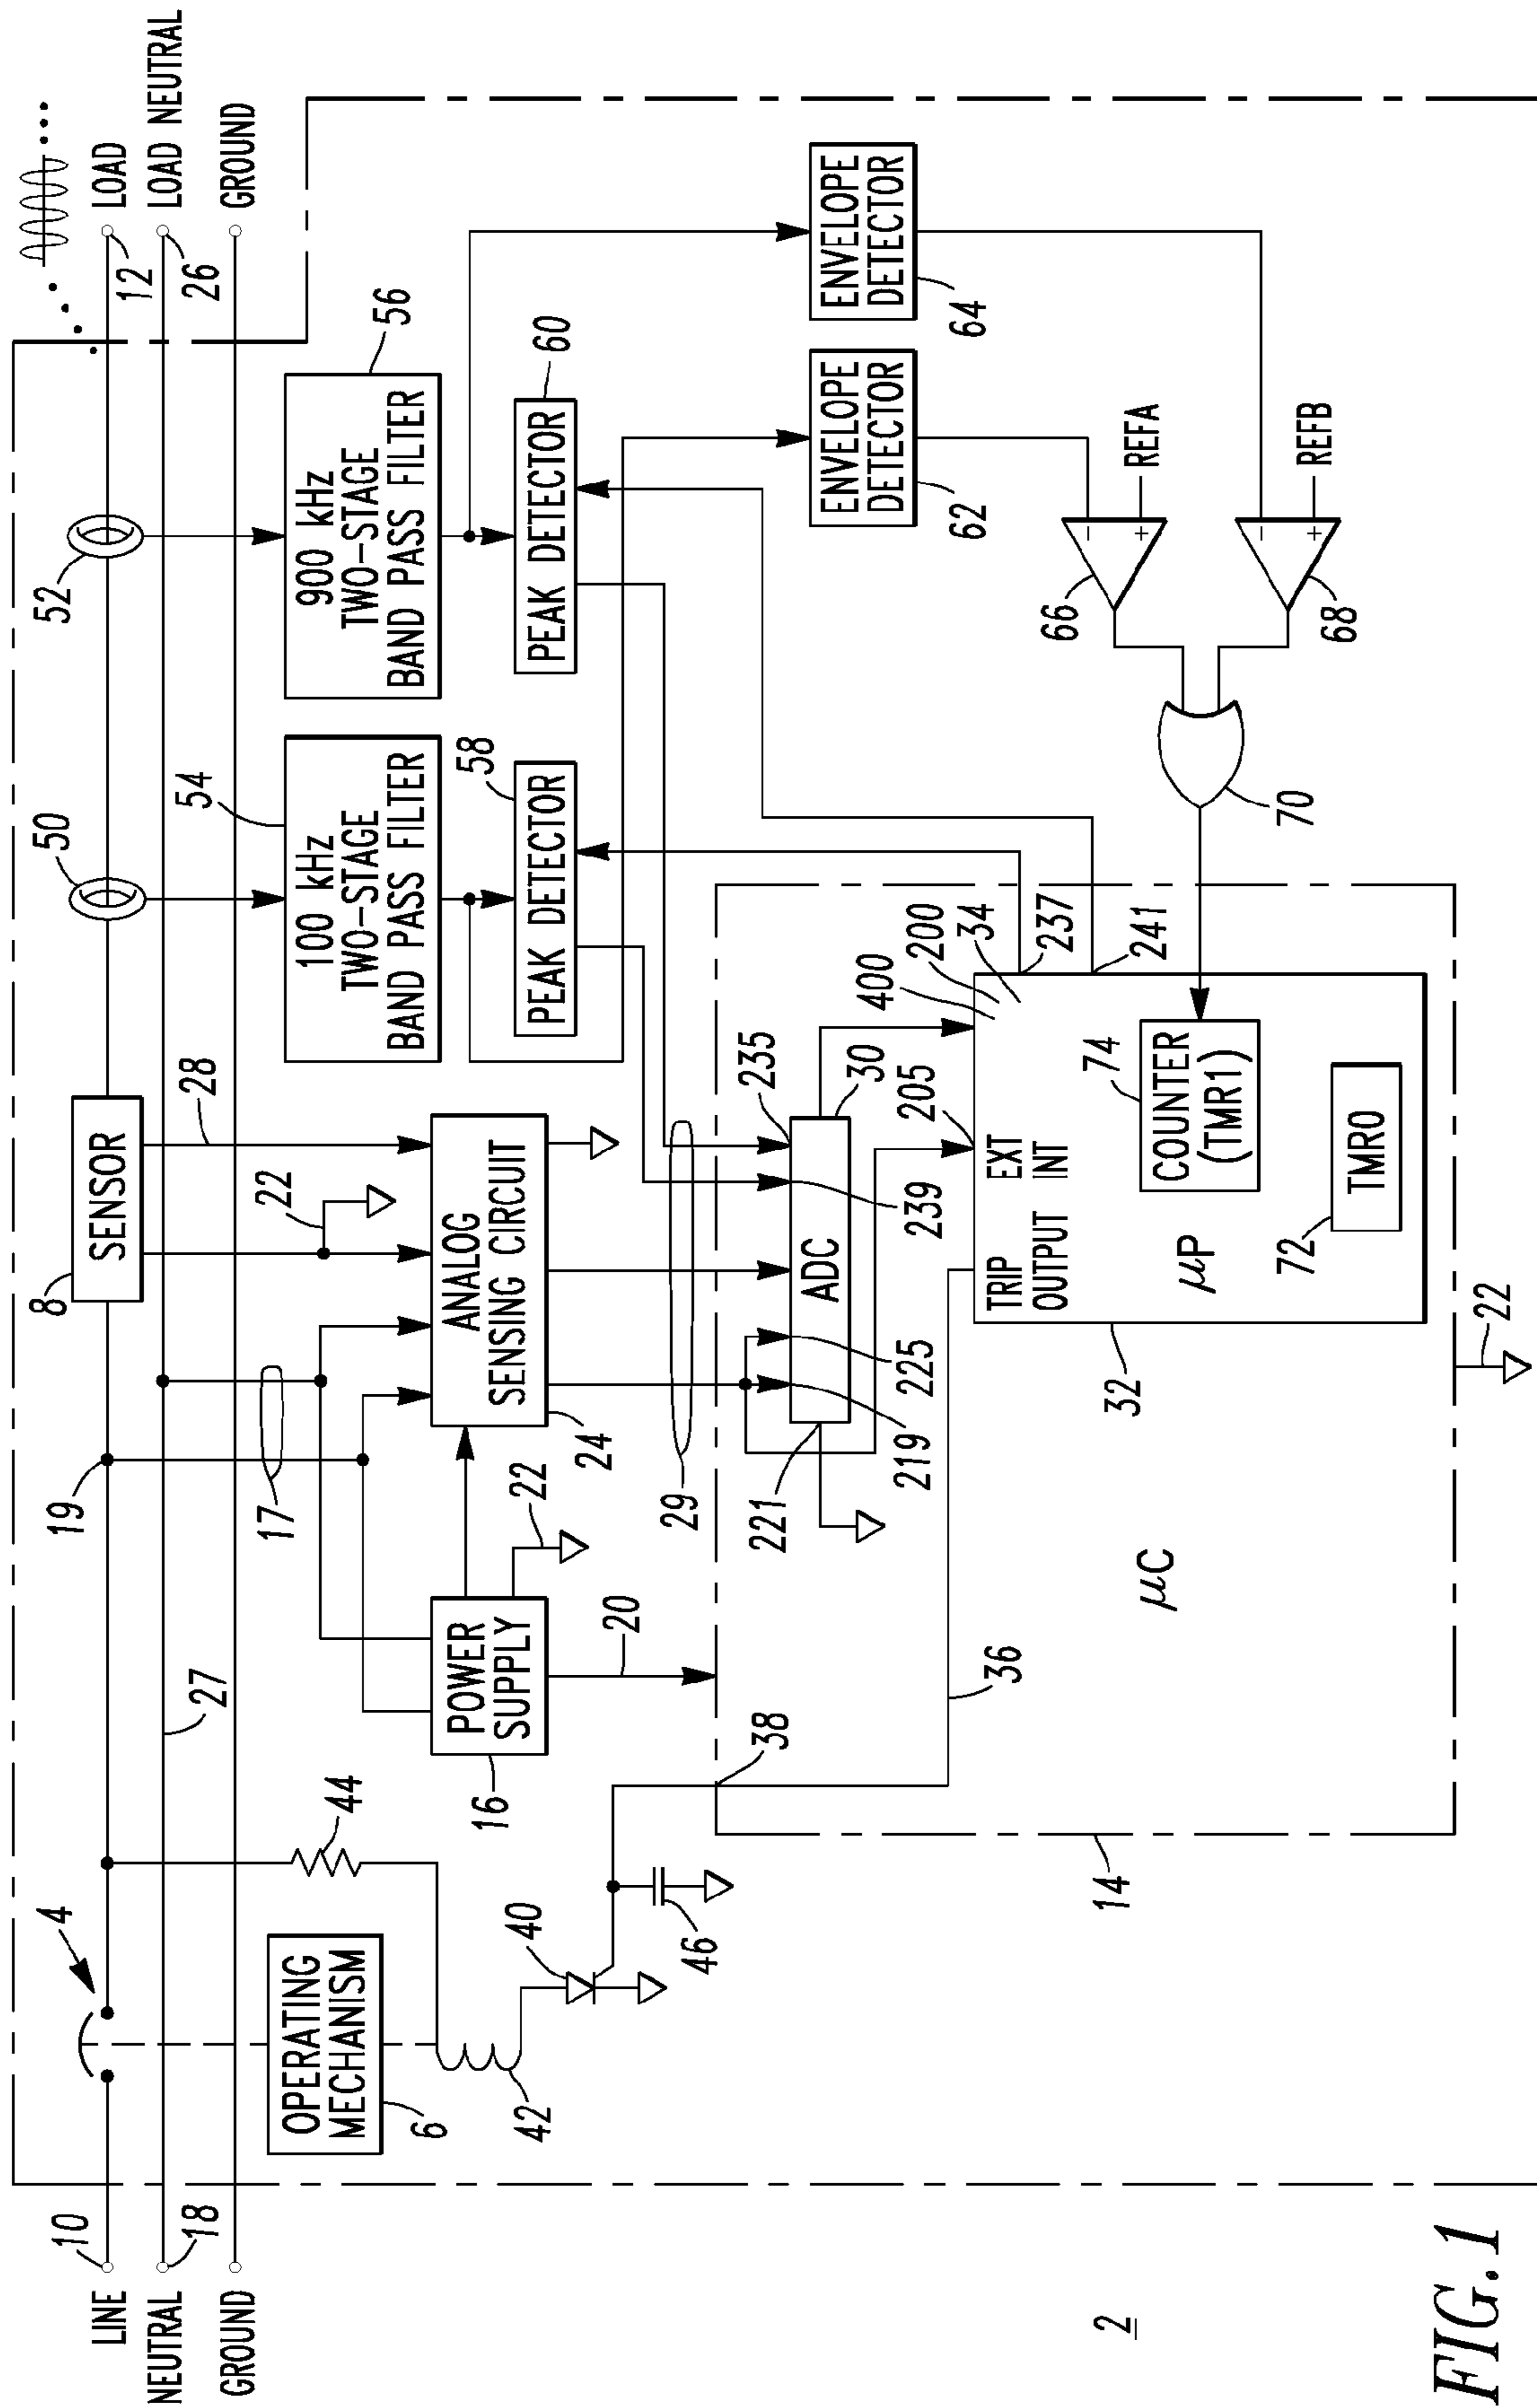 LINE
NEUTRAL
GROUND
10
18
27
4
19
8
SENSOR
50
52
12
26
LOAD
LOAD NEUTRAL
GROUND
OPERATING
MECHANISM
6
44
42
40
46
38
17
22
28
54
100 kHz
TWO-STAGE
BAND PASS FILTER
56
900 kHz
TWO-STAGE
BAND PASS FILTER
POWER
SUPPLY
16
20
22
ANALOG
SENSING CIRCUIT
24
58
PEAK DETECTOR
60
PEAK DETECTOR
29
235
30
ADC
221
219
225
239
205
400
200
34
237
241
ENVELOPE
DETECTOR
62
ENVELOPE
DETECTOR
64
36
TRIP
OUTPUT
EXT
INT
μP
32
74
COUNTER
(TMR1)
72
TMR0
μC
14
22
70
66
68
−
+
REFA
−
+
REFB
2
FIG.1